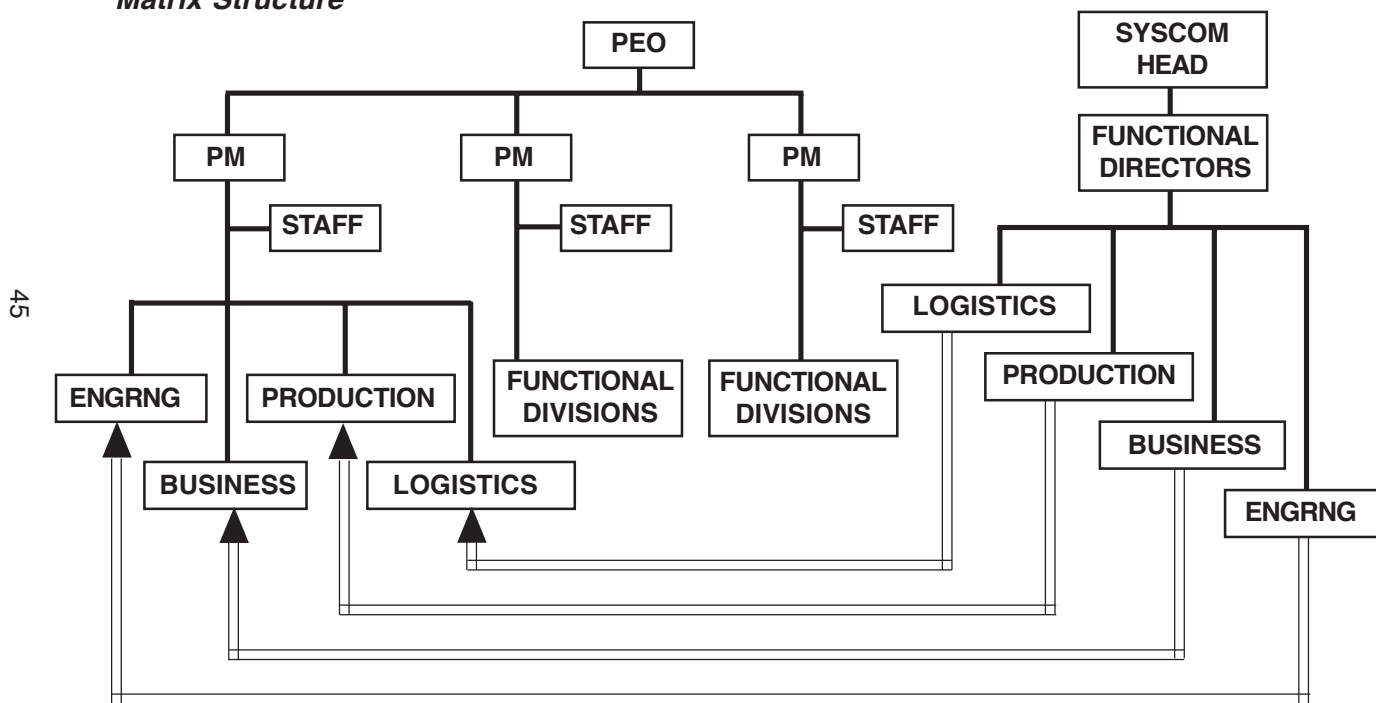 Matrix Structure
PEO
SYSCOM
HEAD
FUNCTIONAL
DIRECTORS
PM
PM
PM
STAFF
STAFF
STAFF
LOGISTICS
PRODUCTION
BUSINESS
ENGRNG
ENGRNG
PRODUCTION
FUNCTIONAL
DIVISIONS
FUNCTIONAL
DIVISIONS
BUSINESS
LOGISTICS
45